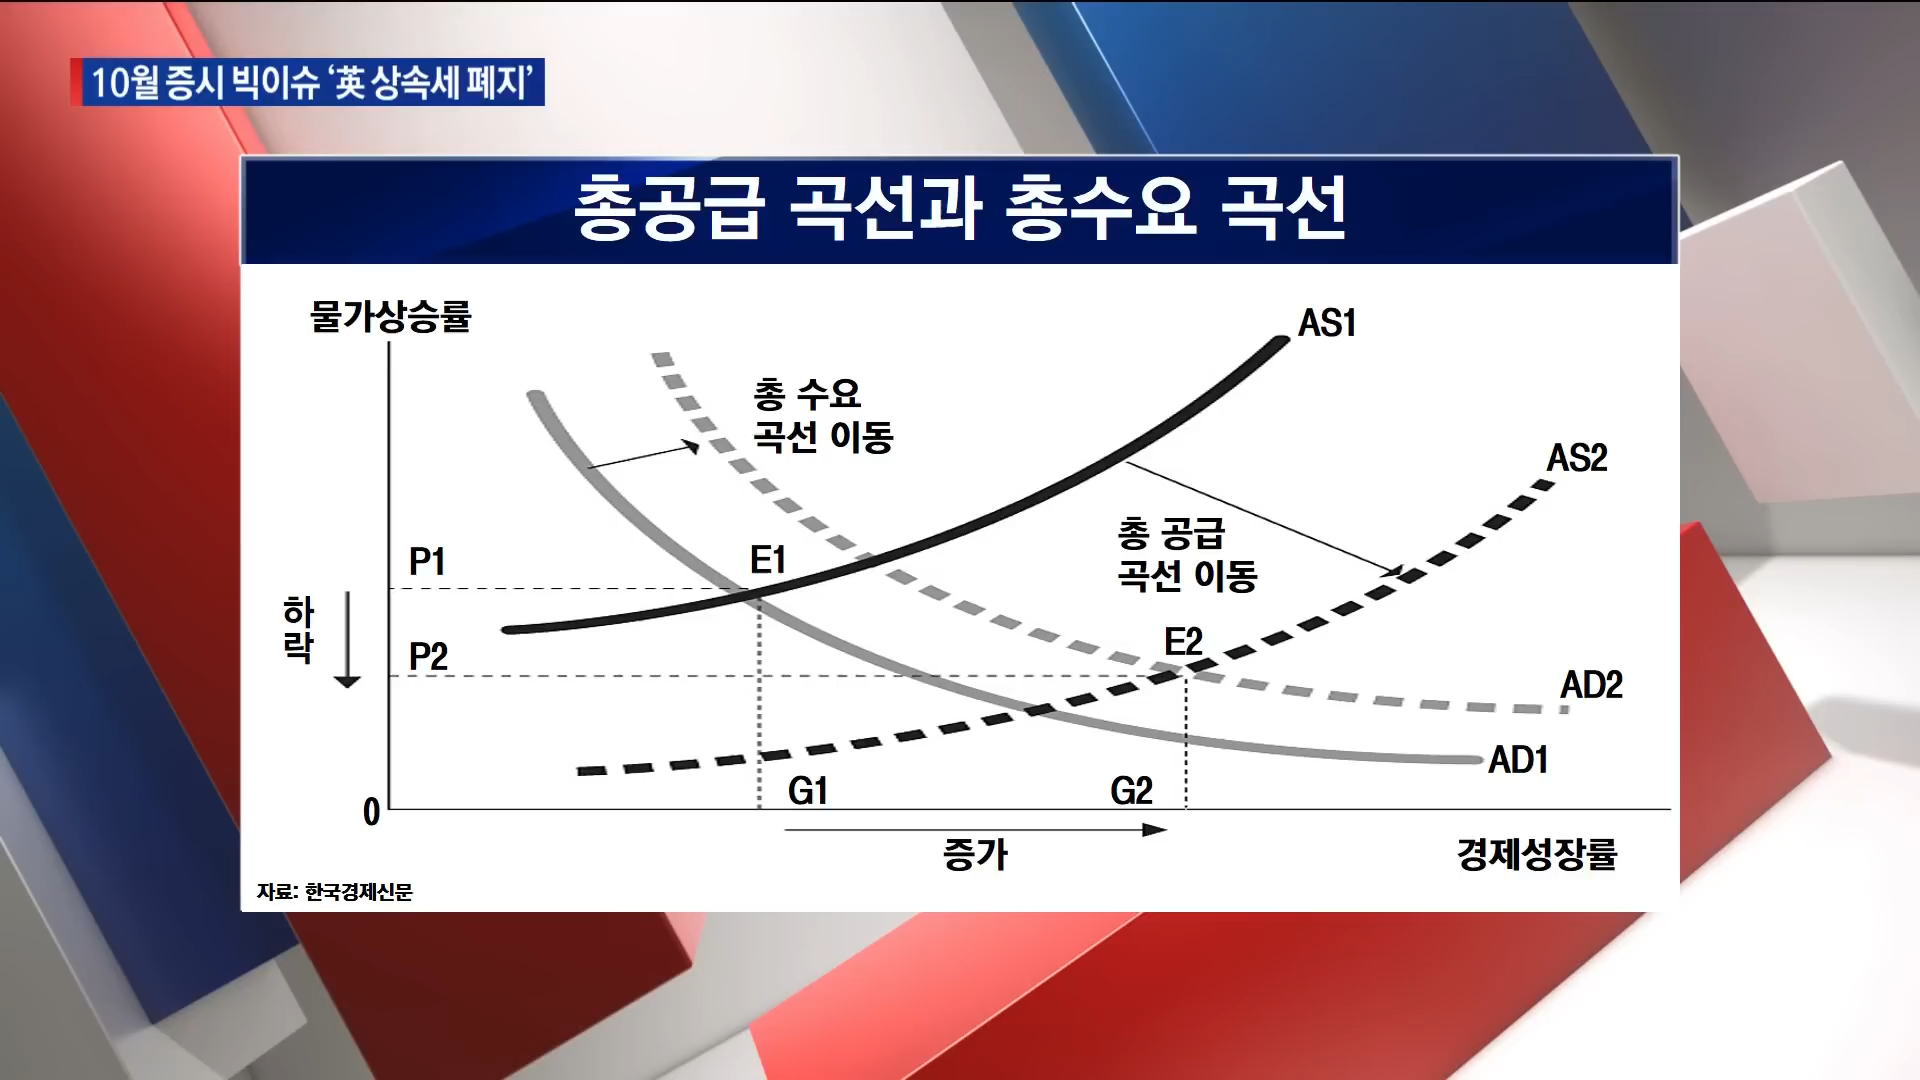 10월 증시 빅이슈 ‘英 상속세 폐지’
총공급 곡선과 총수요 곡선
물가상승률
AS1
총 수요
곡선 이동
AS2
총 공급
곡선 이동
P1
E1
하
락
P2
E2
AD2
AD1
G1
G2
0
증가
경제성장률
자료: 한국경제신문